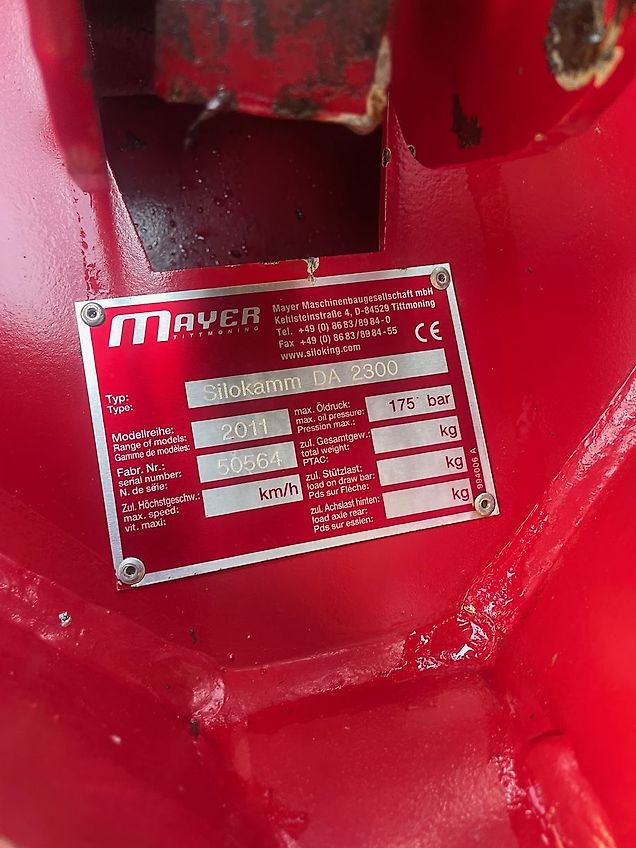 MAYER
TITTMONING
Mayer Maschinenbaugesellschaft mbH
Kehlsteinstraße 4, D-84529 Tittmoning
Tel. +49 (0) 86 83/89 84-0
Fax +49 (0) 86 83/89 84-55
www.siloking.com
CE
Typ:
Type:
Silokamm DA 2300
Modellreihe:
Range of models:
Gamme de modèles:
2011
max. Öldruck:
max. oil pressure:
Pression max.:
175 bar
Fabr. Nr.:
serial number:
N. de série:
50564
zul. Gesamtgew.:
total weight:
PTAC:
kg
Zul. Höchstgeschw.:
max. speed:
vit. maxi:
km/h
zul. Stützlast:
load on draw bar:
Pds sur Flèche:
kg
zul. Achslast hinten:
load axle rear:
Pds sur essien:
kg
994006 A